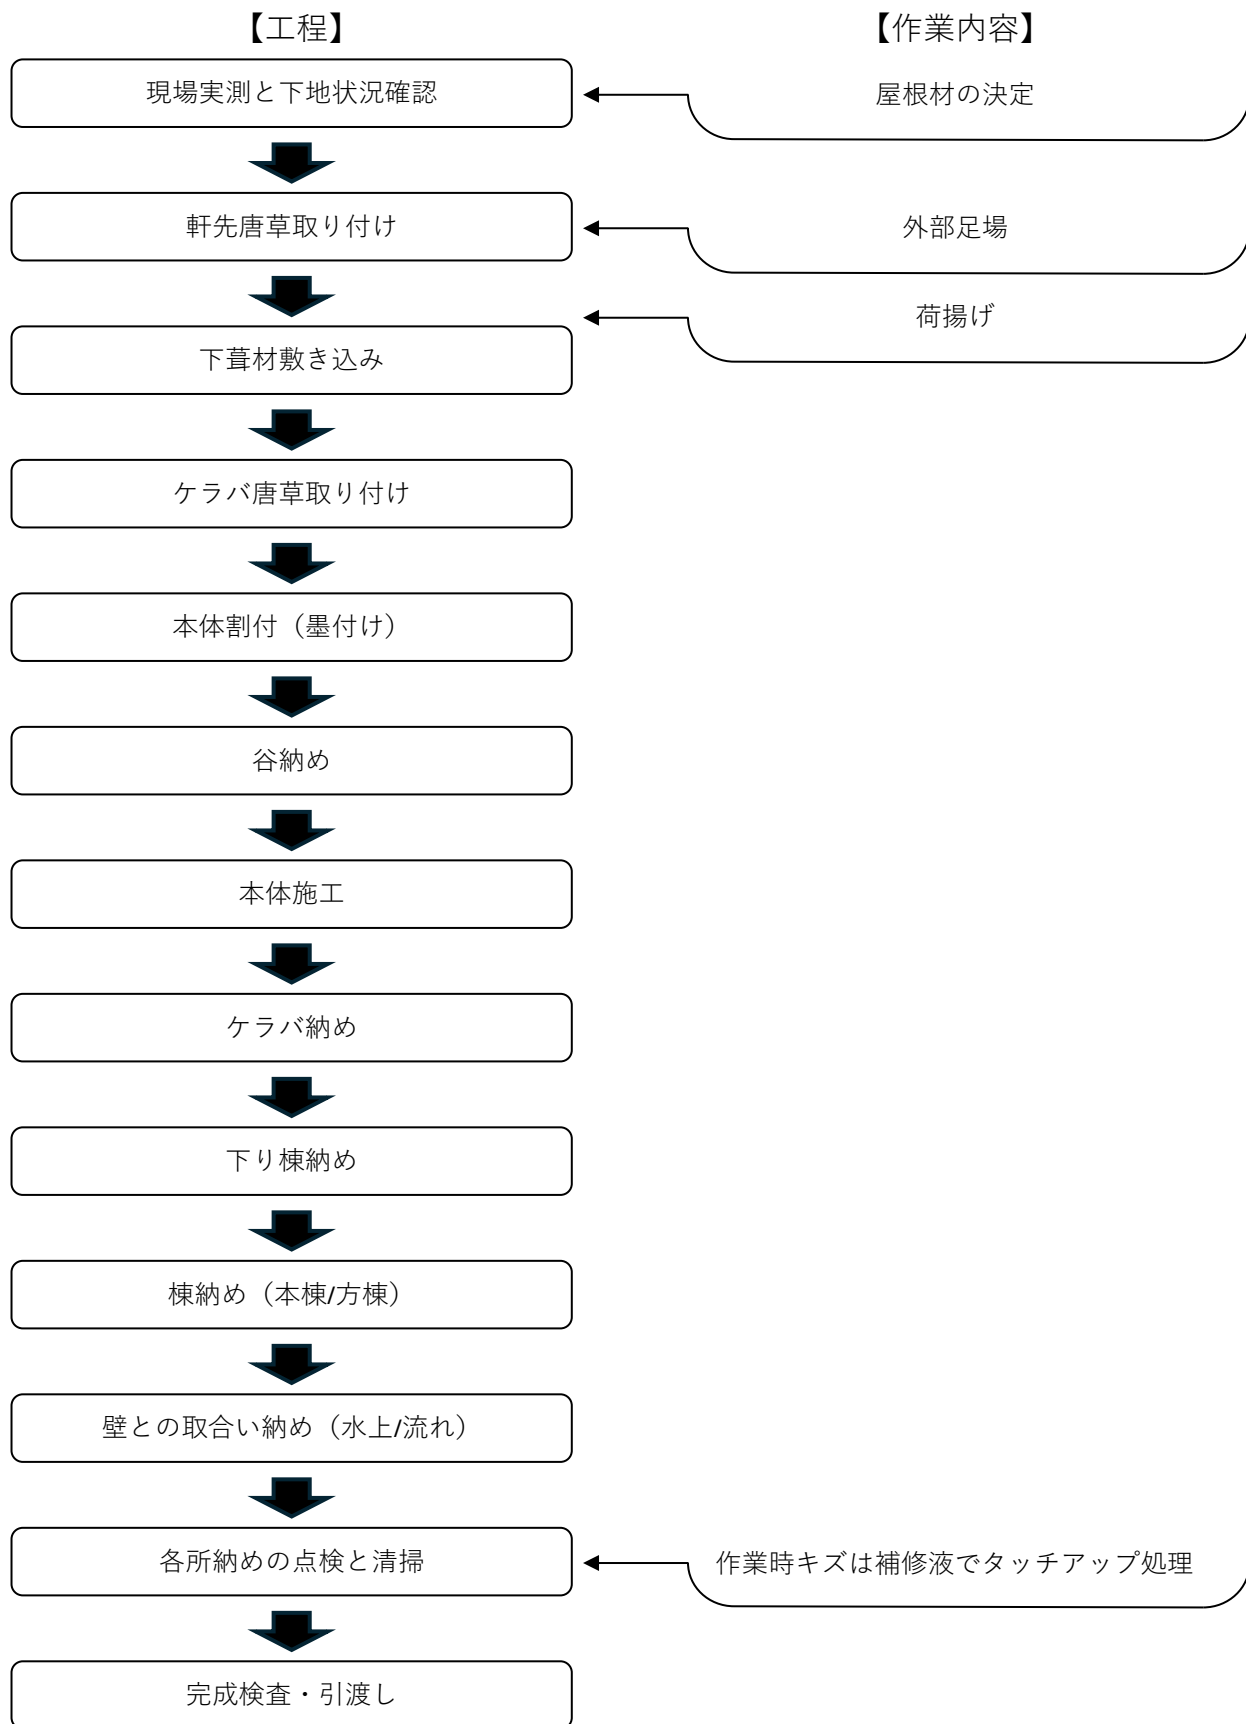 【工程】
【作業内容】
現場実測と下地状況確認
屋根材の決定
軒先唐草取り付け
外部足場
荷揚げ
下葺材敷き込み
ケラバ唐草取り付け
本体割付（墨付け）
谷納め
本体施工
ケラバ納め
下り棟納め
棟納め（本棟/方棟）
壁との取合い納め（水上/流れ）
各所納めの点検と清掃
作業時キズは補修液でタッチアップ処理
完成検査・引渡し